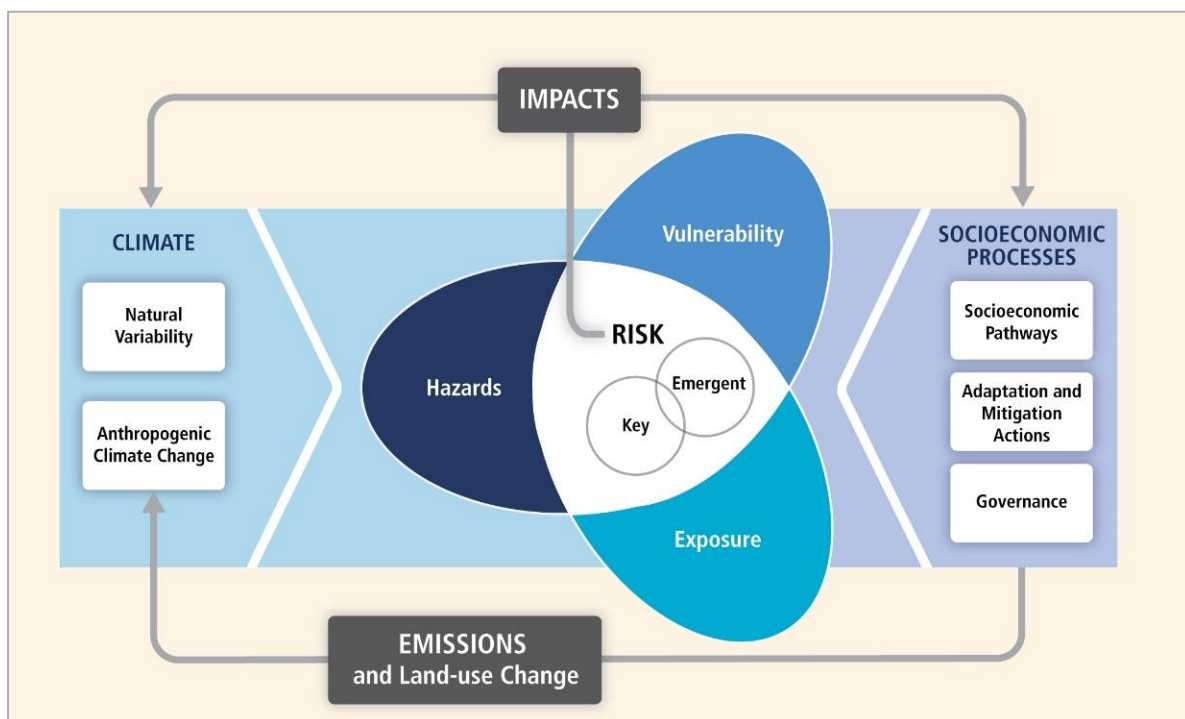 IMPACTS
CLIMATE
Natural
Variability
Anthropogenic
Climate Change
Hazards
Vulnerability
RISK
Emergent
Key
Exposure
SOCIOECONOMIC
PROCESSES
Socioeconomic
Pathways
Adaptation and
Mitigation
Actions
Governance
EMISSIONS
and Land-use Change